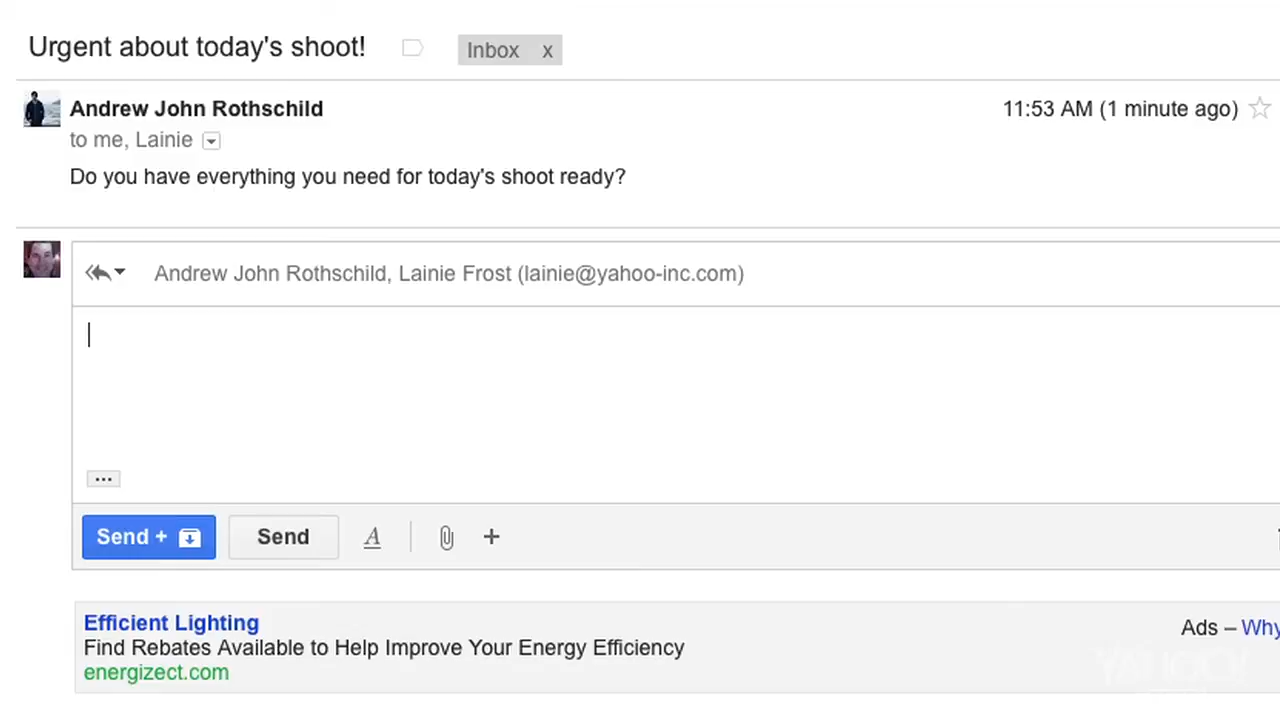 Urgent about today's shoot!
Inbox x
Andrew John Rothschild
11:53 AM (1 minute ago)
to me, Lainie
Do you have everything you need for today's shoot ready?
Andrew John Rothschild, Lainie Frost (lainie@yahoo-inc.com)
...
Send +
Send
A
+
Efficient Lighting
Ads – Why
Find Rebates Available to Help Improve Your Energy Efficiency
energizect.com
YAHOO!